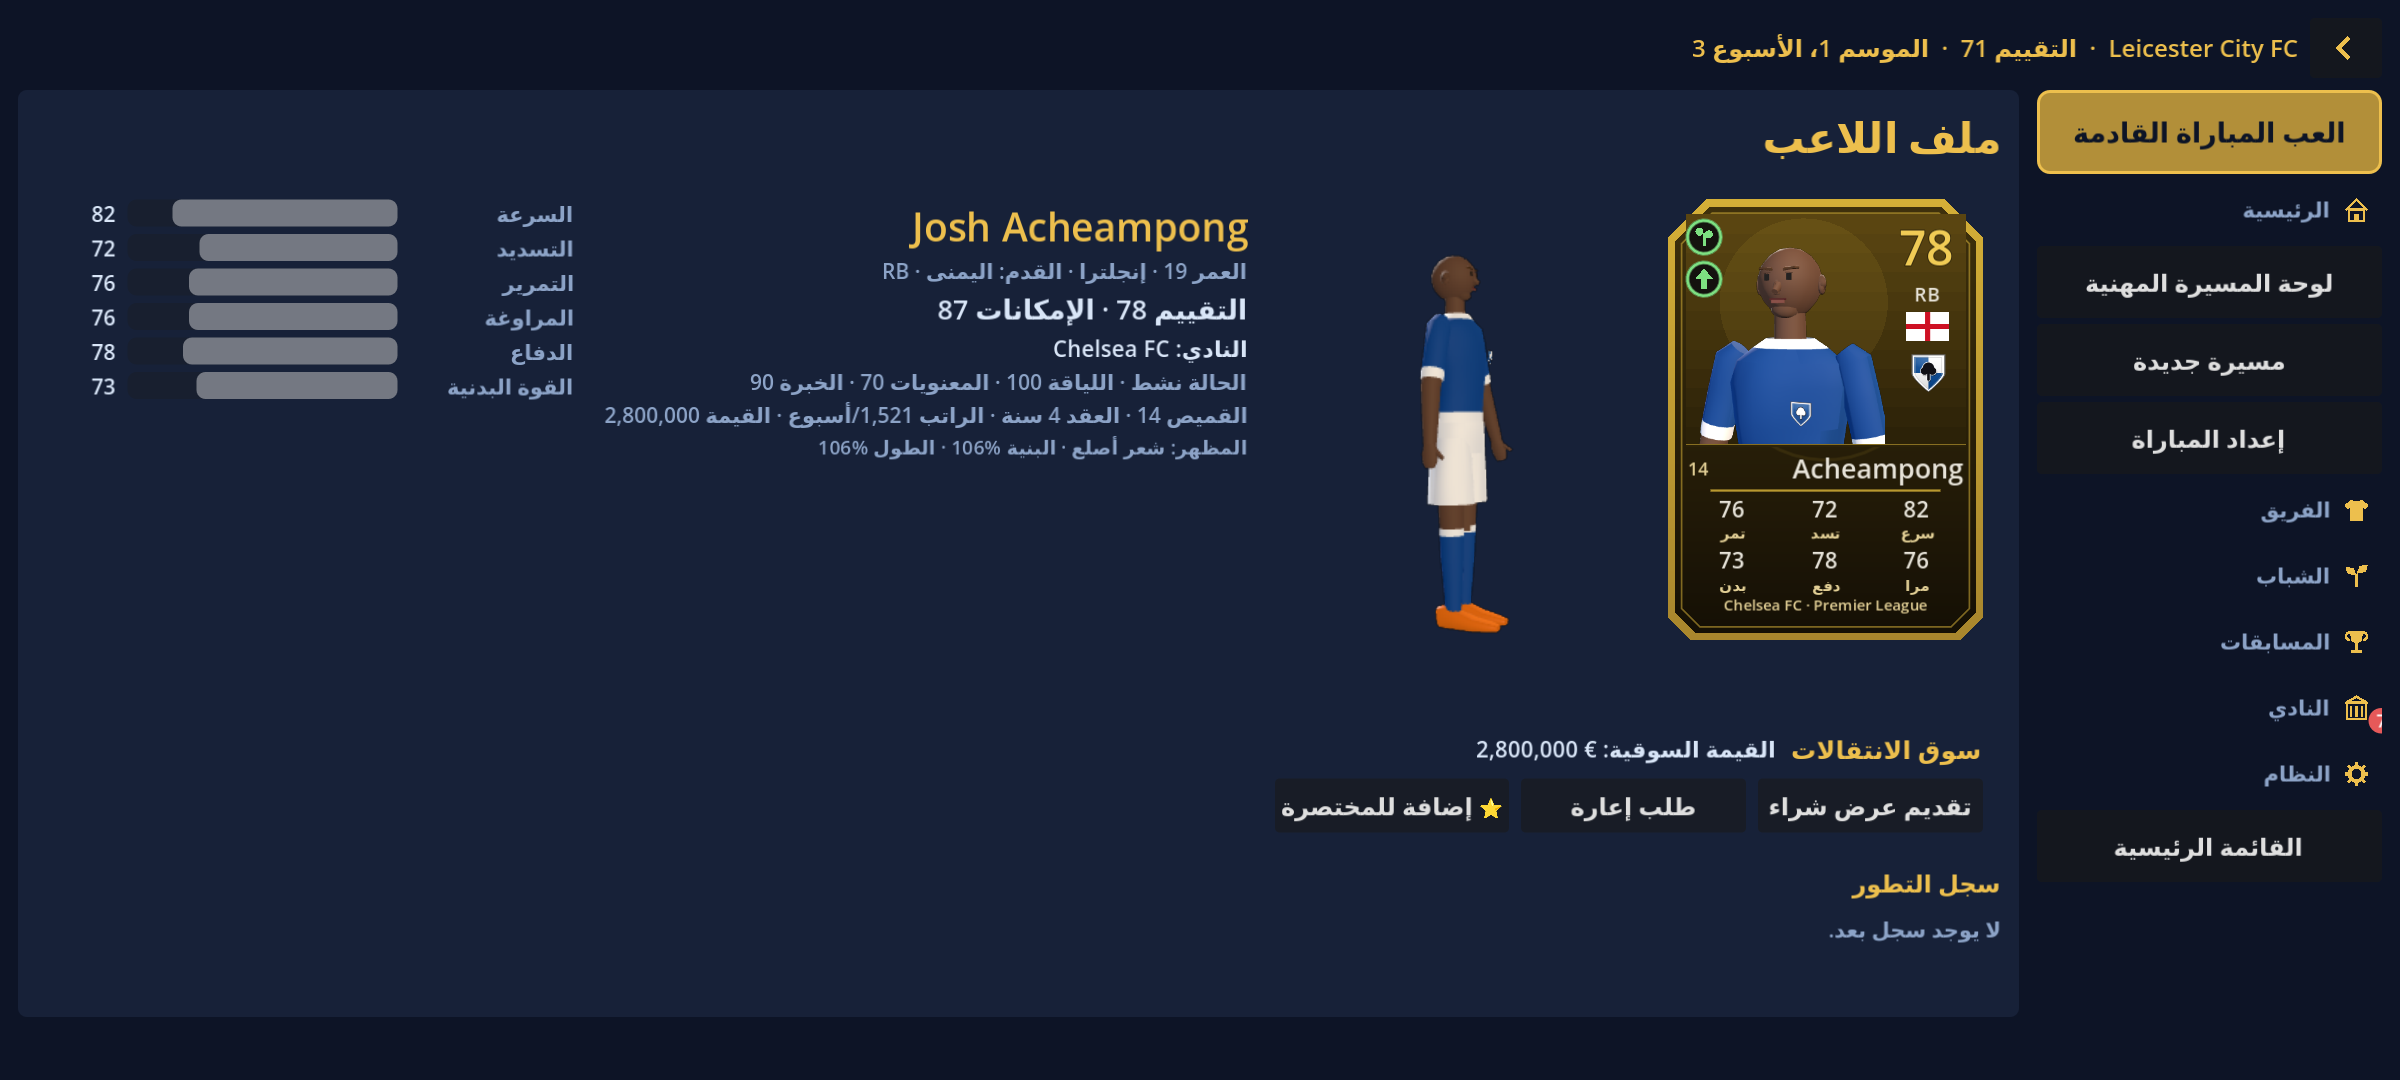 Leicester City FC · التقييم 71 · الموسم 1، الأسبوع 3
العب المباراة القادمة
الرئيسية
لوحة المسيرة المهنية
مسيرة جديدة
إعداد المباراة
الفريق
الشباب
المسابقات
النادي
النظام
القائمة الرئيسية
ملف اللاعب
78
RB
Acheampong 14
82 72 76
سرع تسد تمر
76 78 73
مرا دفع بدن
Chelsea FC · Premier League
Josh Acheampong
العمر 19 · إنجلترا · القدم: اليمنى · RB
التقييم 78 · الإمكانات 87
النادي: Chelsea FC
الحالة نشط · اللياقة 100 · المعنويات 70 · الخبرة 90
القميص 14 · العقد 4 سنة · الراتب 1,521/أسبوع · القيمة 2,800,000
المظهر: شعر أصلع · البنية 106% · الطول 106%
السرعة 82
التسديد 72
التمرير 76
المراوغة 76
الدفاع 78
القوة البدنية 73
سوق الانتقالات القيمة السوقية: € 2,800,000
تقديم عرض شراء
طلب إعارة
إضافة للمختصرة
سجل التطور
لا يوجد سجل بعد.